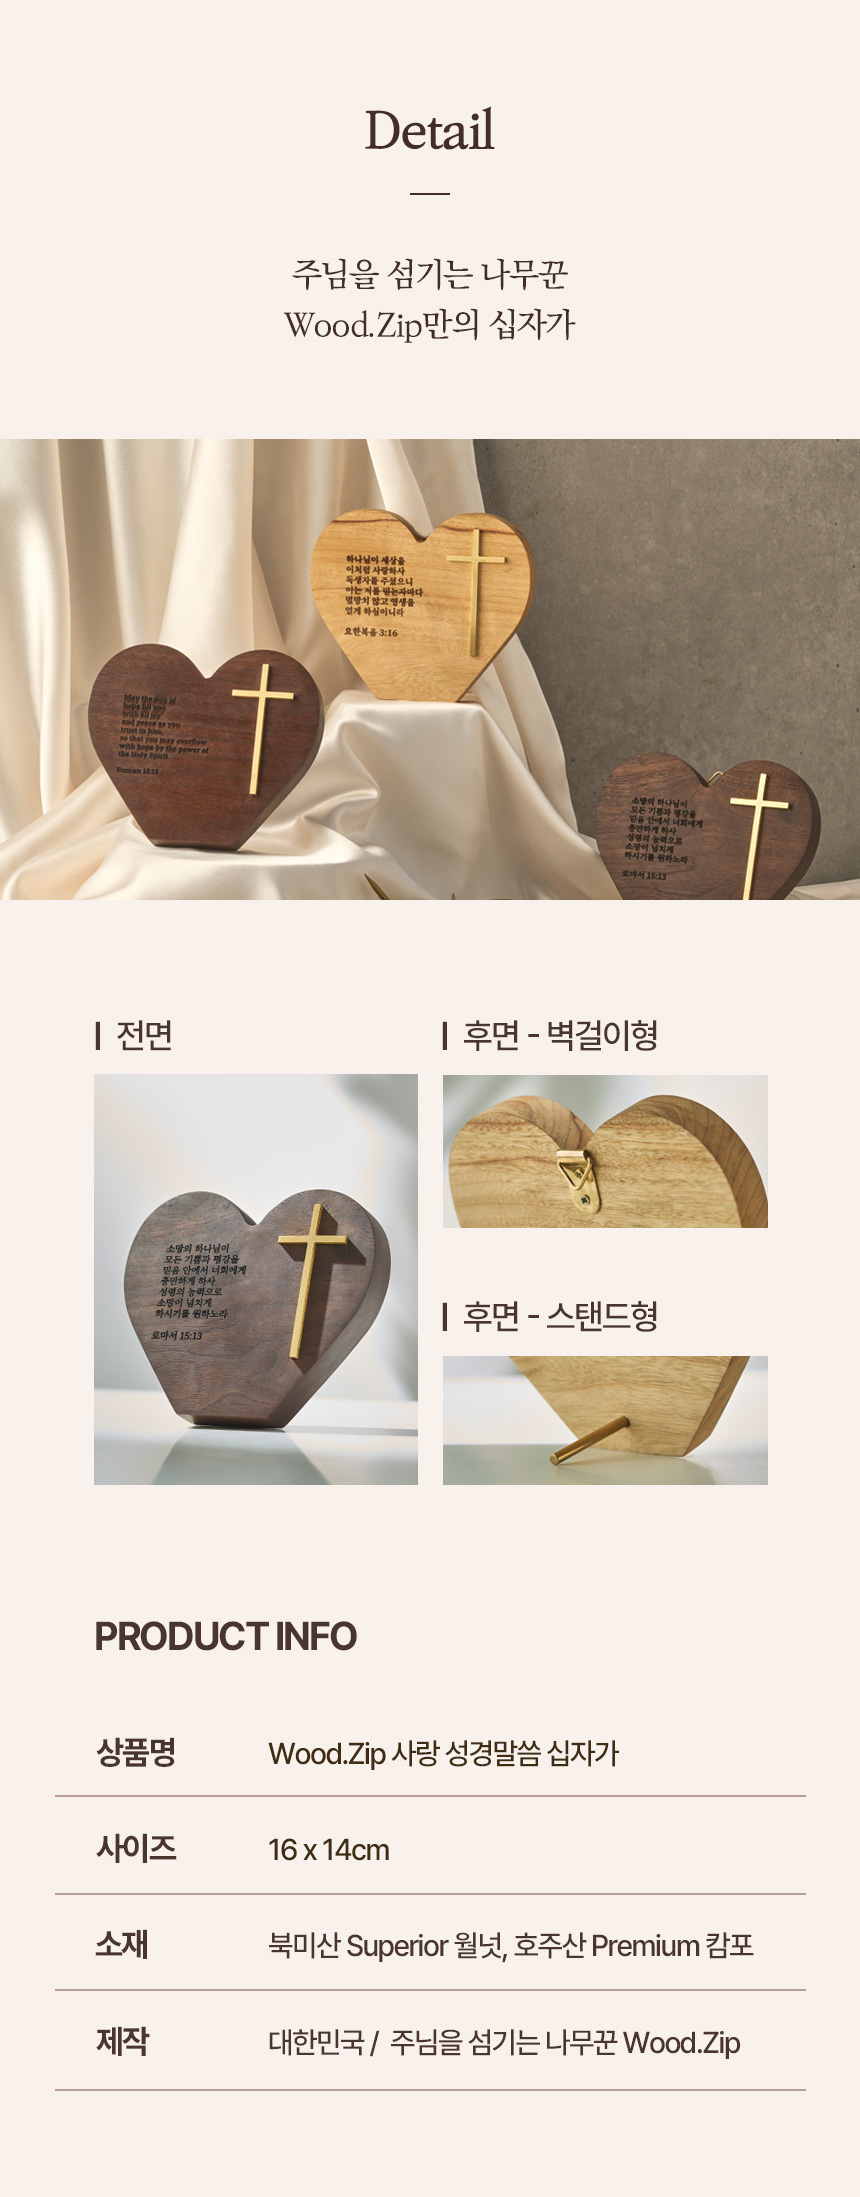 Detail
주님을 섬기는 나무꾼
Wood.Zip만의 십자가
하나님이 세상을
이처럼 사랑하사
독생자를 주셨으니
이는 저를 믿는자마다
멸망치 않고 영생을
얻게 하심이니라
요한복음 3:16
May the God of
hope fill you
with all joy
and peace as you
trust in him,
so that you may overflow
with hope by the power of
the Holy Spirit.
Roman 15:13
소망의 하나님이
모든 기쁨과 평강을
믿음 안에서 너희에게
충만하게 하사
성령의 능력으로
소망이 넘치게
하시기를 원하노라
로마서 15:13
전면
소망의 하나님이
모든 기쁨과 평강을
믿음 안에서 너희에게
충만하게 하사
성령의 능력으로
소망이 넘치게
하시기를 원하노라
로마서 15:13
후면 - 벽걸이형
후면 - 스탠드형
PRODUCT INFO
상품명 Wood.Zip 사랑 성경말씀 십자가
사이즈 16 x 14cm
소재 북미산 Superior 월넛, 호주산 Premium 캄포
제작 대한민국 / 주님을 섬기는 나무꾼 Wood.Zip